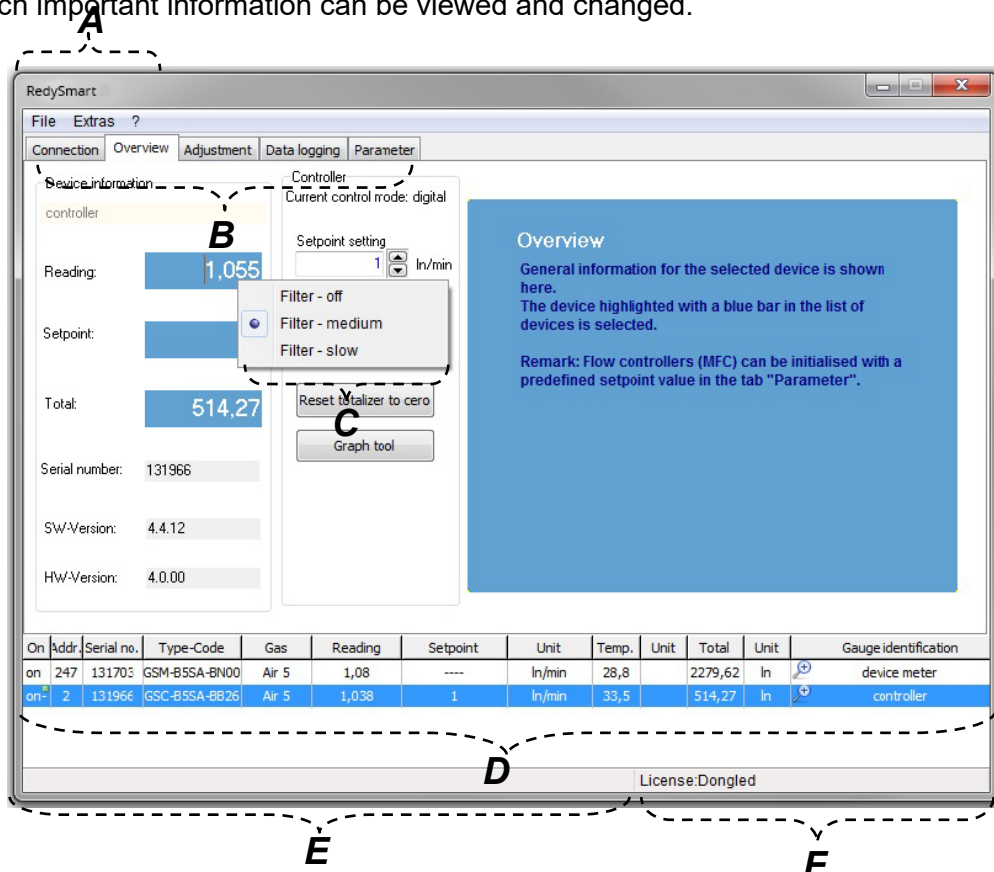 ch important information can be viewed and changed.
A
RedySmart
File Extras ?
Connection Overview Adjustment Data logging Parameter
Device information
controller
B
Reading: 1,055
Setpoint:
Total: 514,27
Serial number: 131966
SW-Version: 4.4.12
HW-Version: 4.0.00
Controller
Current control mode: digital
Setpoint setting
1 ln/min
Filter - off
Filter - medium
Filter - slow
Reset totalizer to cero
C
Graph tool
Overview
General information for the selected device is shown
here.
The device highlighted with a blue bar in the list of
devices is selected.
Remark: Flow controllers (MFC) can be initialised with a
predefined setpoint value in the tab "Parameter".
On Addr. Serial no. Type-Code Gas Reading Setpoint Unit Temp. Unit Total Unit Gauge identification
on 247 131703 GSM-B5SA-BN00 Air 5 1,08 ---- ln/min 28,8 2279,62 ln device meter
on- 2 131966 GSC-B5SA-BB26 Air 5 1,038 1 ln/min 33,5 514,27 ln controller
D
License:Dongled
E
F